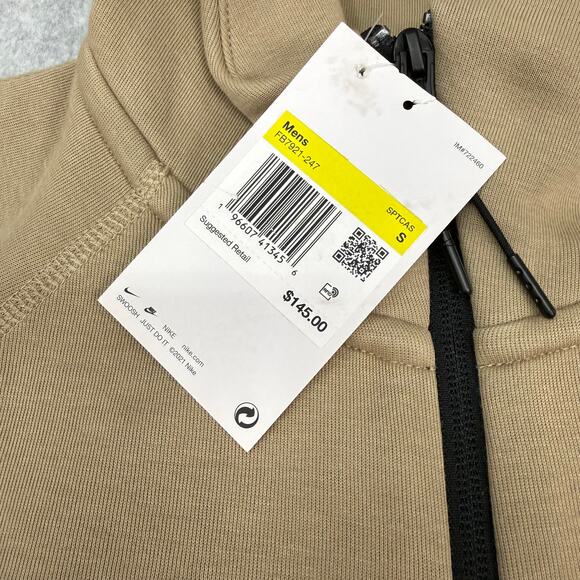 IM#722460
Mens
FB7921-247
SPTCAS
S
1 96607 41345 6
Suggested Retail
$145.00
NIKE nike.com
SWOOSH JUST DO IT ©2021 Nike